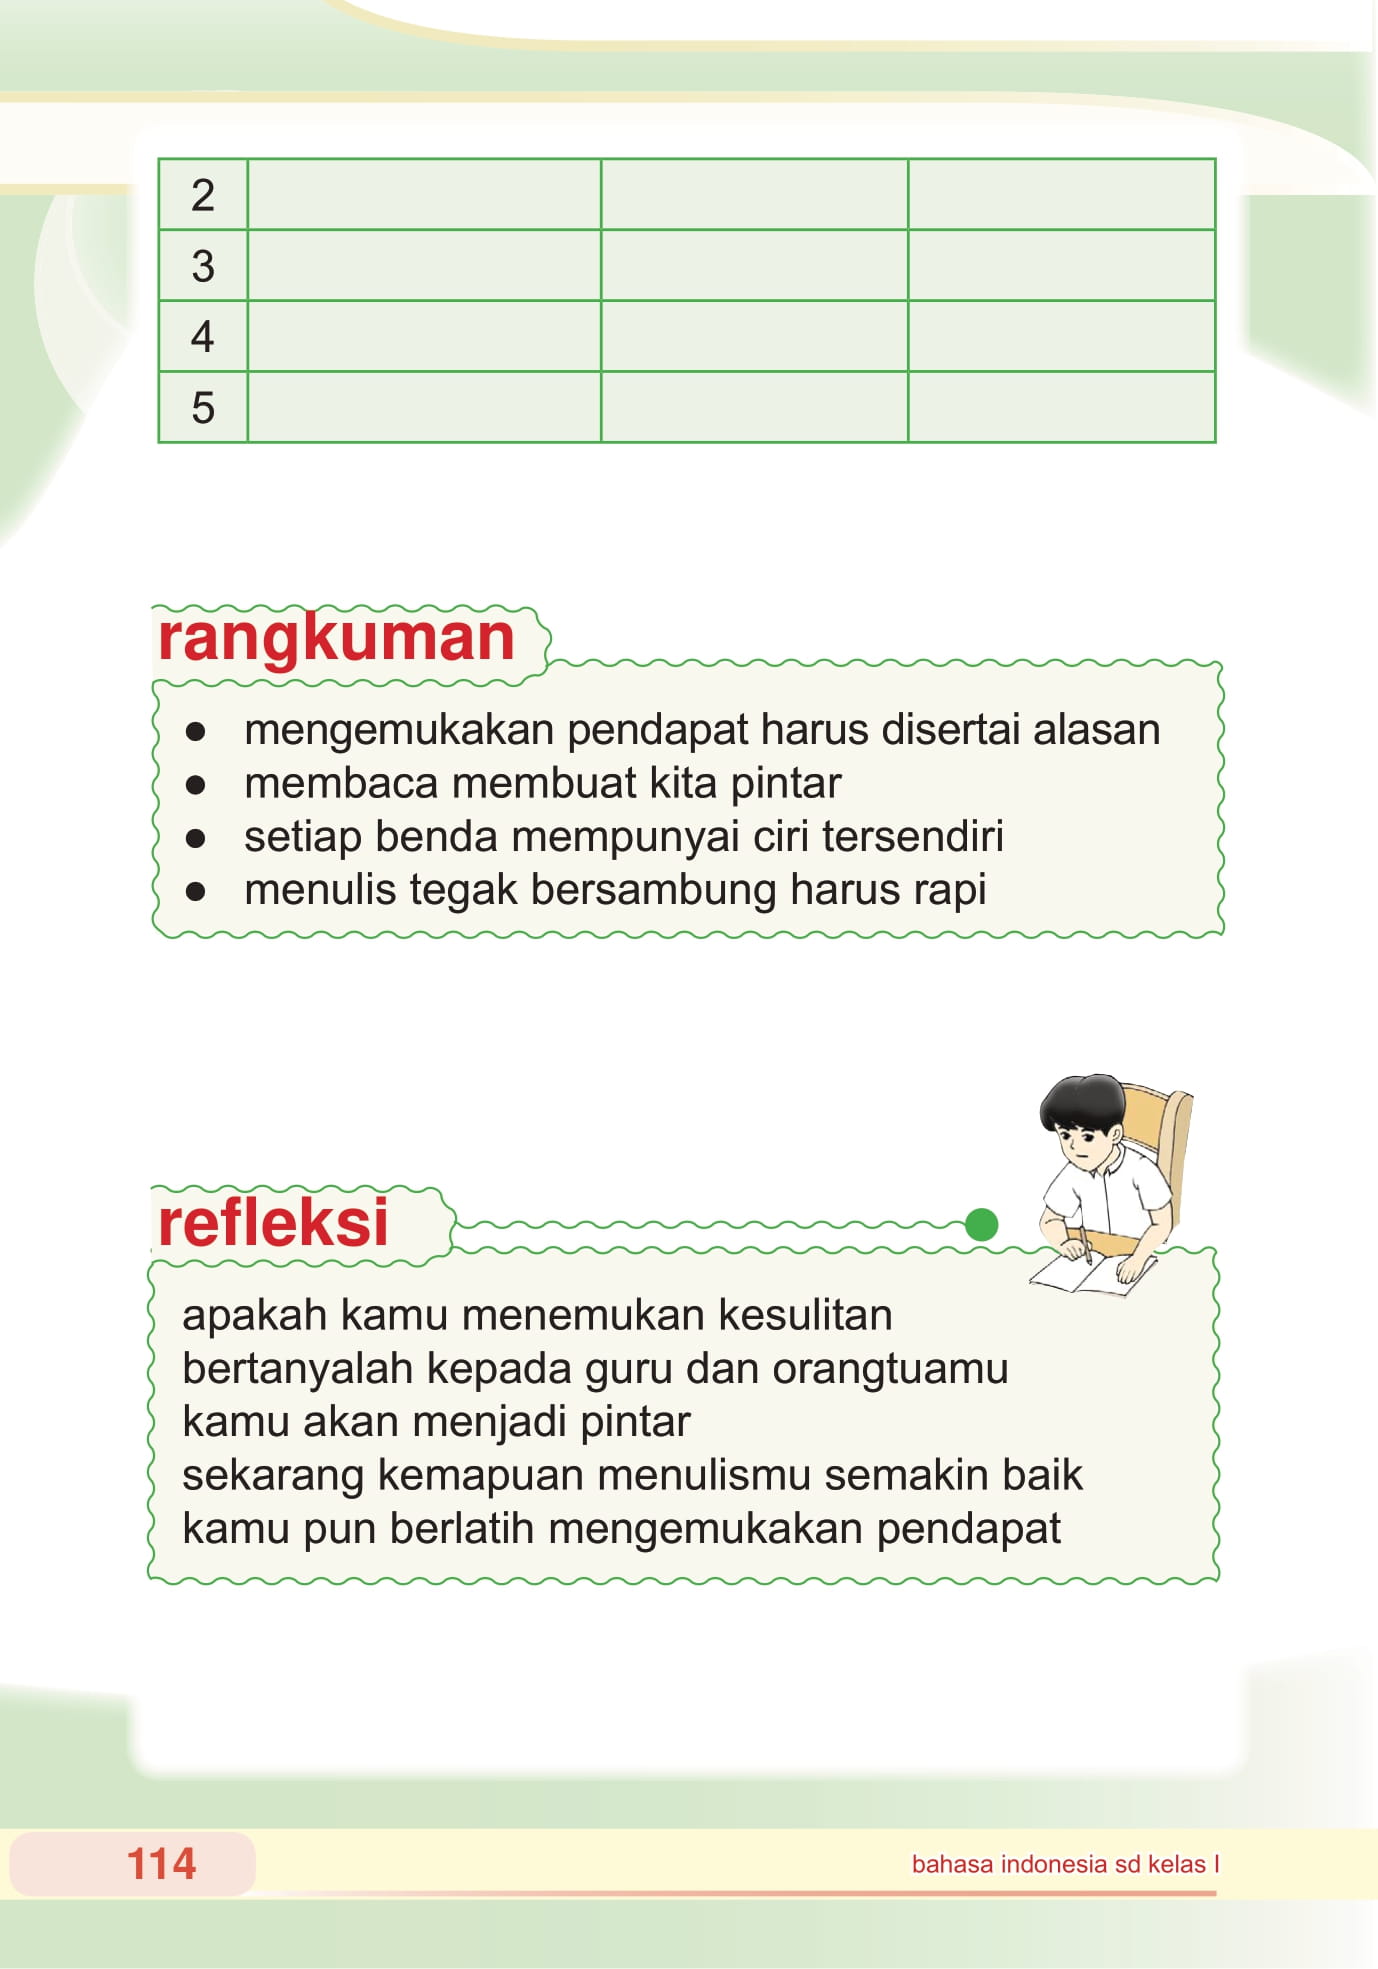 2
3
4
5
rangkuman
● mengemukakan pendapat harus disertai alasan
● membaca membuat kita pintar
● setiap benda mempunyai ciri tersendiri
● menulis tegak bersambung harus rapi
refleksi
apakah kamu menemukan kesulitan
bertanyalah kepada guru dan orangtuamu
kamu akan menjadi pintar
sekarang kemapuan menulismu semakin baik
kamu pun berlatih mengemukakan pendapat
114
bahasa indonesia sd kelas I